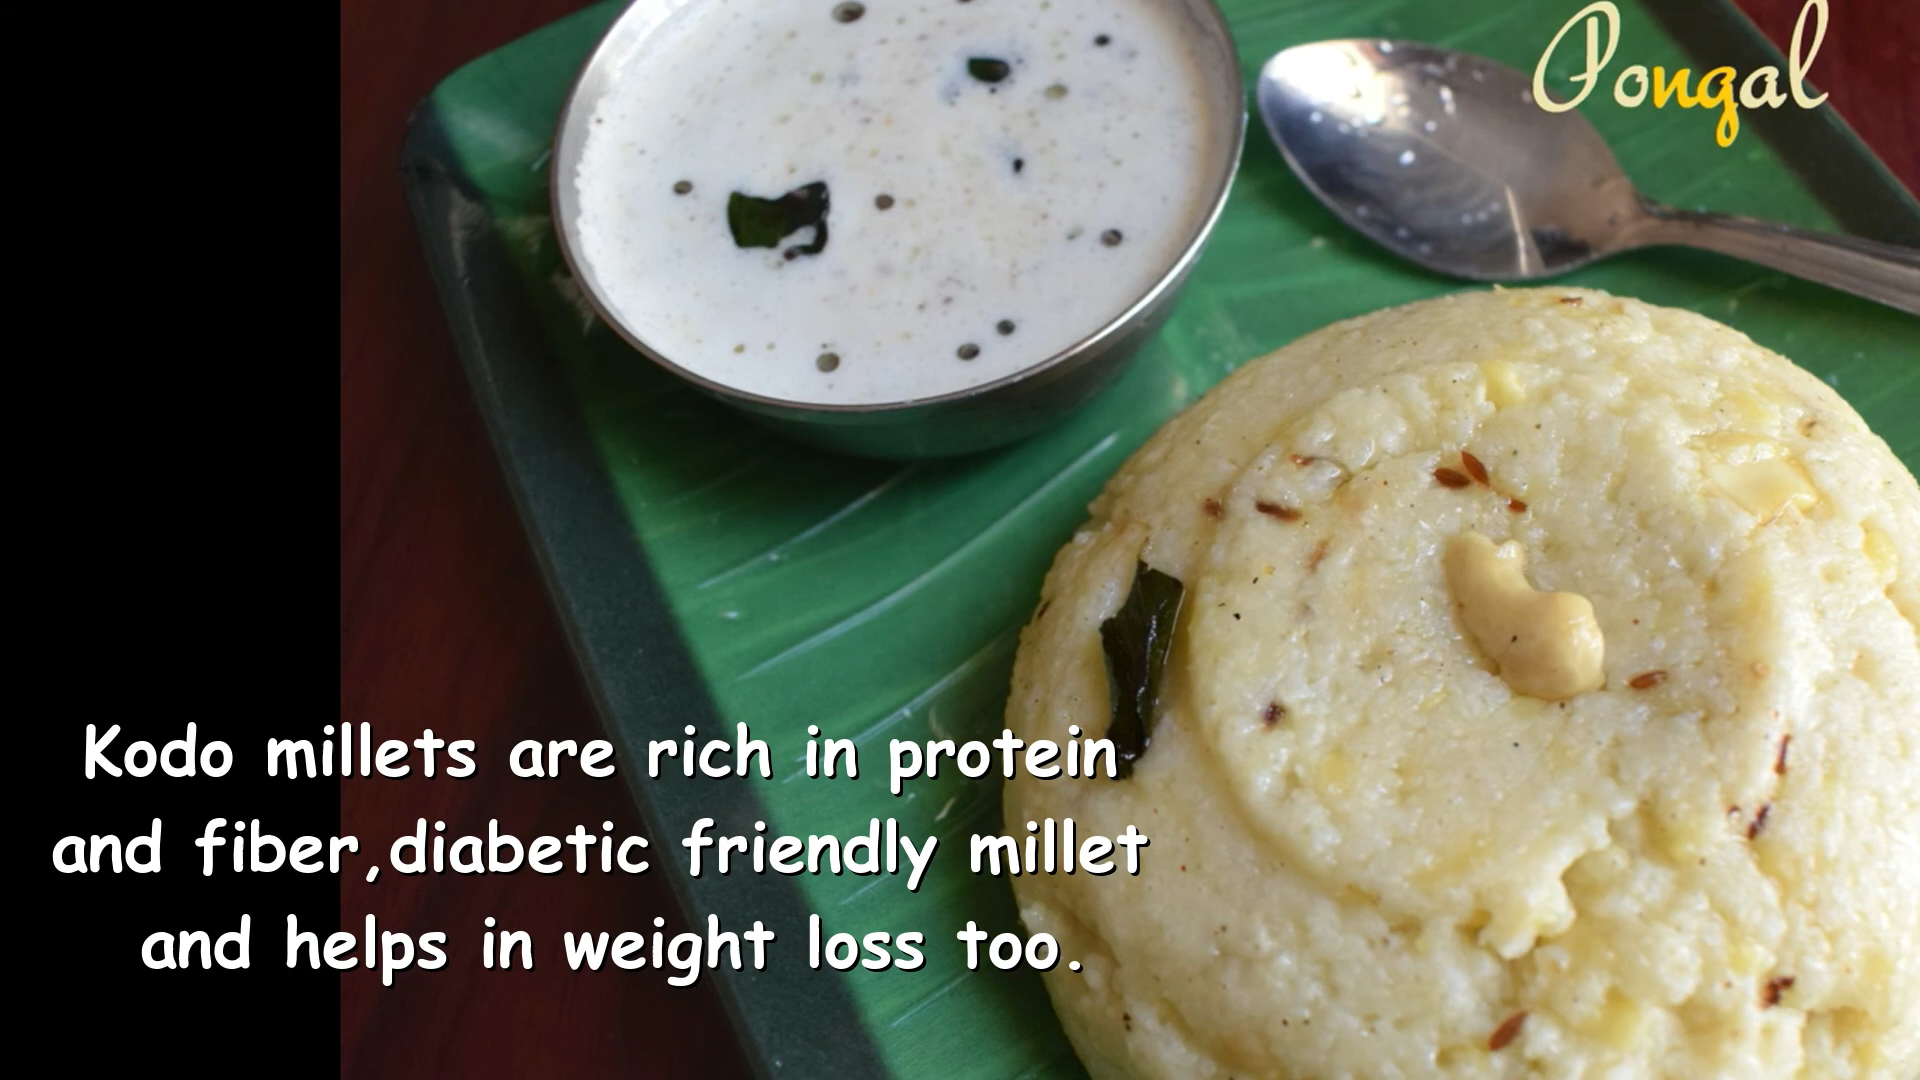 Pongal
Kodo millets are rich in protein
and fiber,diabetic friendly millet
and helps in weight loss too.